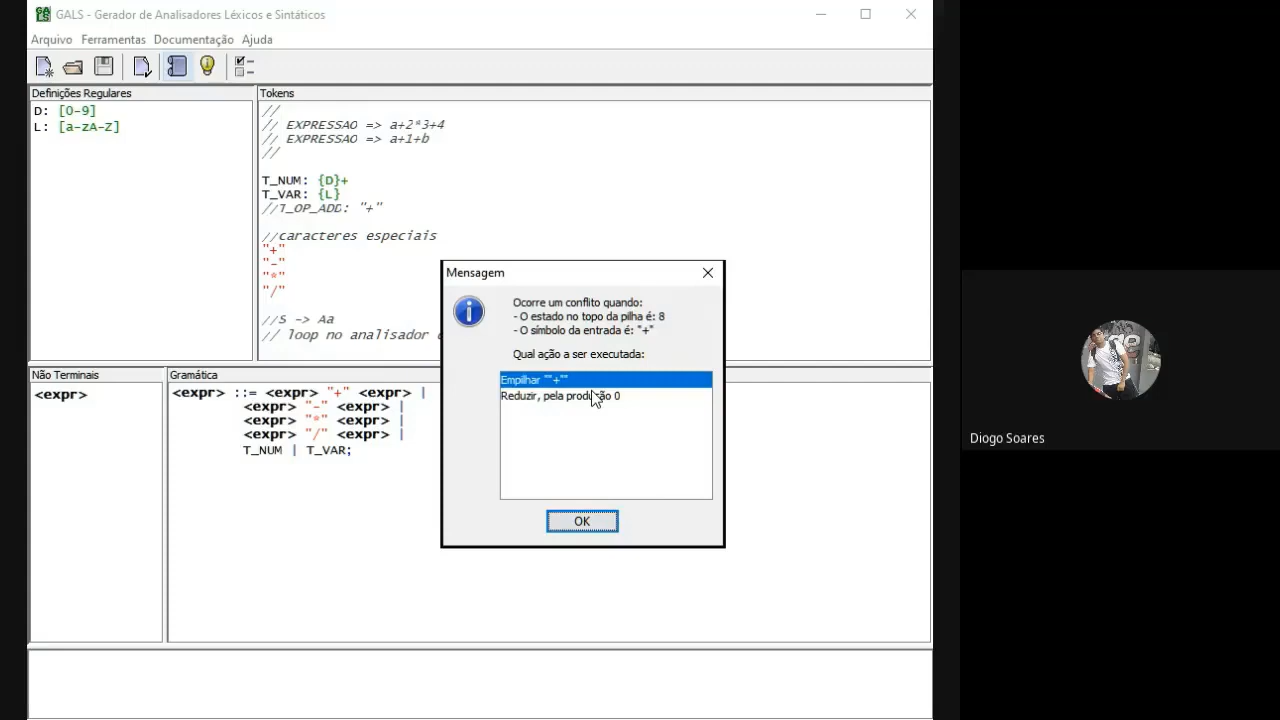 GALS - Gerador de Analisadores Léxicos e Sintáticos
Arquivo Ferramentas Documentação Ajuda
Definições Regulares
D: [0-9]
L: [a-zA-Z]
Tokens
//
// EXPRESSAO => a+2*3+4
// EXPRESSAO => a+1+b
//
T_NUM: {D}+
T_VAR: {L}
//T_OP_ADD: "+"
//caracteres especiais
"+"
"-"
"*"
"/"
//S -> Aa
// loop no analisador
Não Terminais
<expr>
Gramática
<expr> ::= <expr> "+" <expr> |
<expr> "-" <expr> |
<expr> "*" <expr> |
<expr> "/" <expr> |
T_NUM | T_VAR;
Mensagem
Ocorre um conflito quando:
- O estado no topo da pilha é: 8
- O símbolo da entrada é: "+"
Qual ação a ser executada:
Empilhar ""+""
Reduzir, pela produção 0
OK
Diogo Soares